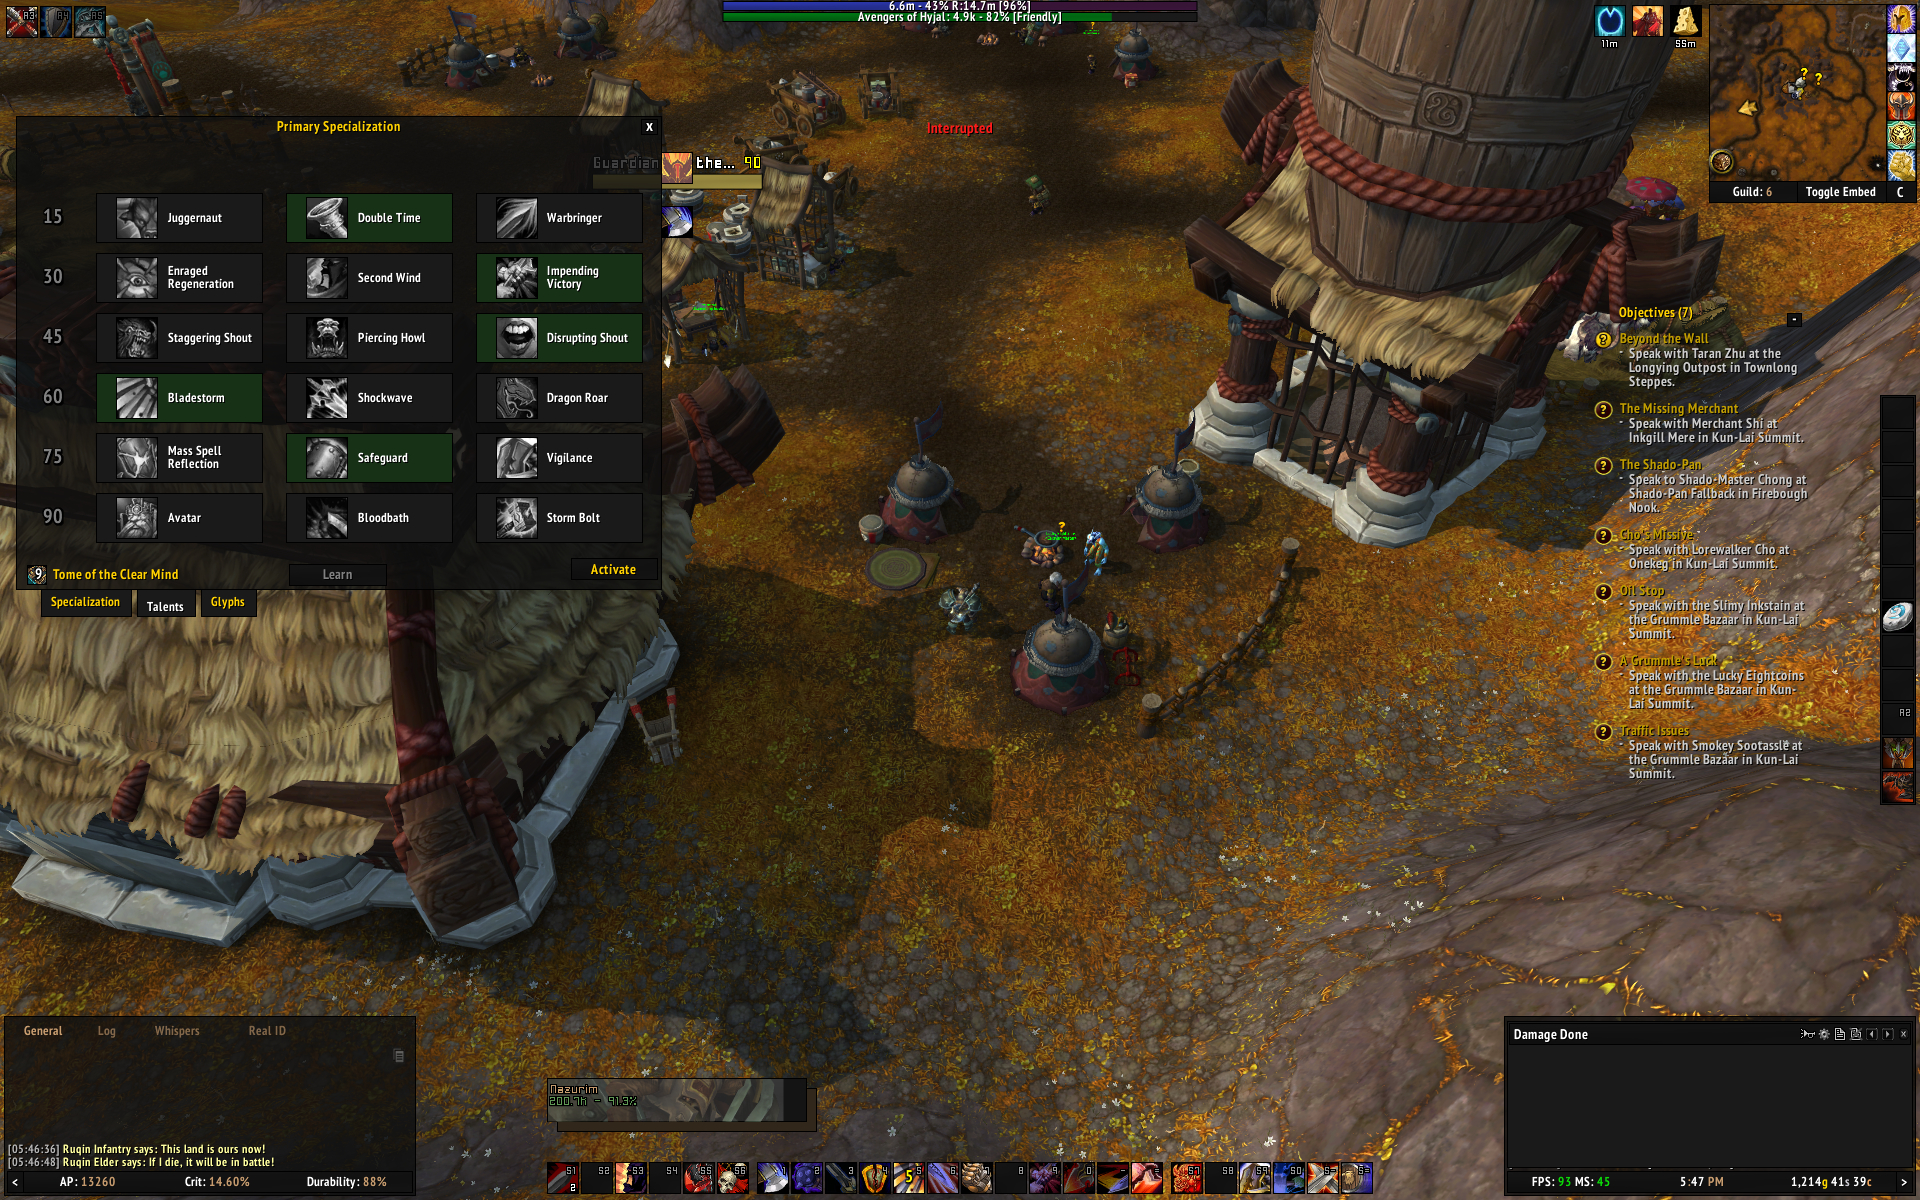 6.6m - 43% R:14.7m [96%]
Avengers of Hyjal: 4.9k - 82% [Friendly]
11m
55m
Interrupted
Primary Specialization
X
Guardian
the... 90
15
Juggernaut
Double Time
Warbringer
30
Enraged
Regeneration
Second Wind
Impending
Victory
45
Staggering Shout
Piercing Howl
Disrupting Shout
60
Bladestorm
Shockwave
Dragon Roar
75
Mass Spell
Reflection
Safeguard
Vigilance
90
Avatar
Bloodbath
Storm Bolt
9
Tome of the Clear Mind
Learn
Activate
Specialization
Talents
Glyphs
Guild: 6
Toggle Embed
C
Objectives (7)
-
Beyond the Wall
- Speak with Taran Zhu at the
Longying Outpost in Townlong
Steppes.
The Missing Merchant
- Speak with Merchant Shi at
Inkgill Mere in Kun-Lai Summit.
The Shado-Pan
- Speak to Shado-Master Chong at
Shado-Pan Fallback in Firebough
Nook.
Cho's Missive
- Speak with Lorewalker Cho at
Onekeg in Kun-Lai Summit.
Oil Stop
- Speak with the Slimy Inkstain at
the Grummle Bazaar in Kun-Lai
Summit.
A Grummle's Luck
- Speak with the Lucky Eightcoins
at the Grummle Bazaar in Kun-
Lai Summit.
Traffic Issues
- Speak with Smokey Sootassle at
the Grummle Bazaar in Kun-Lai
Summit.
General
Log
Whispers
Real ID
[05:46:36] Ruqin Infantry says: This land is ours now!
[05:46:48] Ruqin Elder says: If I die, it will be in battle!
<
AP: 13260
Crit: 14.60%
Durability: 88%
Nazurim
200.7k - 91.3%
Damage Done
FPS: 93 MS: 45
5:47 PM
1,214g 41s 39c
>